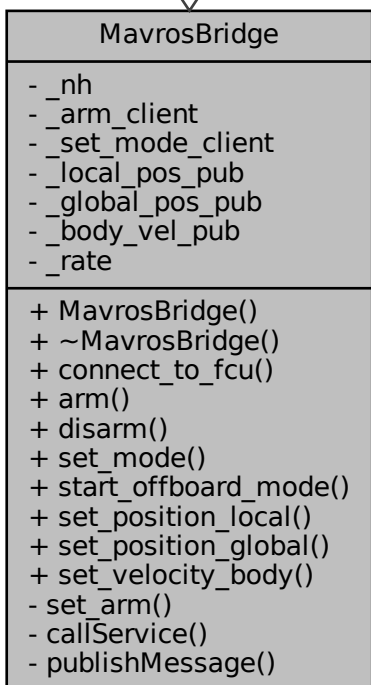 MavrosBridge
- _nh
- _arm_client
- _set_mode_client
- _local_pos_pub
- _global_pos_pub
- _body_vel_pub
- _rate
+ MavrosBridge()
+ ~MavrosBridge()
+ connect_to_fcu()
+ arm()
+ disarm()
+ set_mode()
+ start_offboard_mode()
+ set_position_local()
+ set_position_global()
+ set_velocity_body()
- set_arm()
- callService()
- publishMessage()